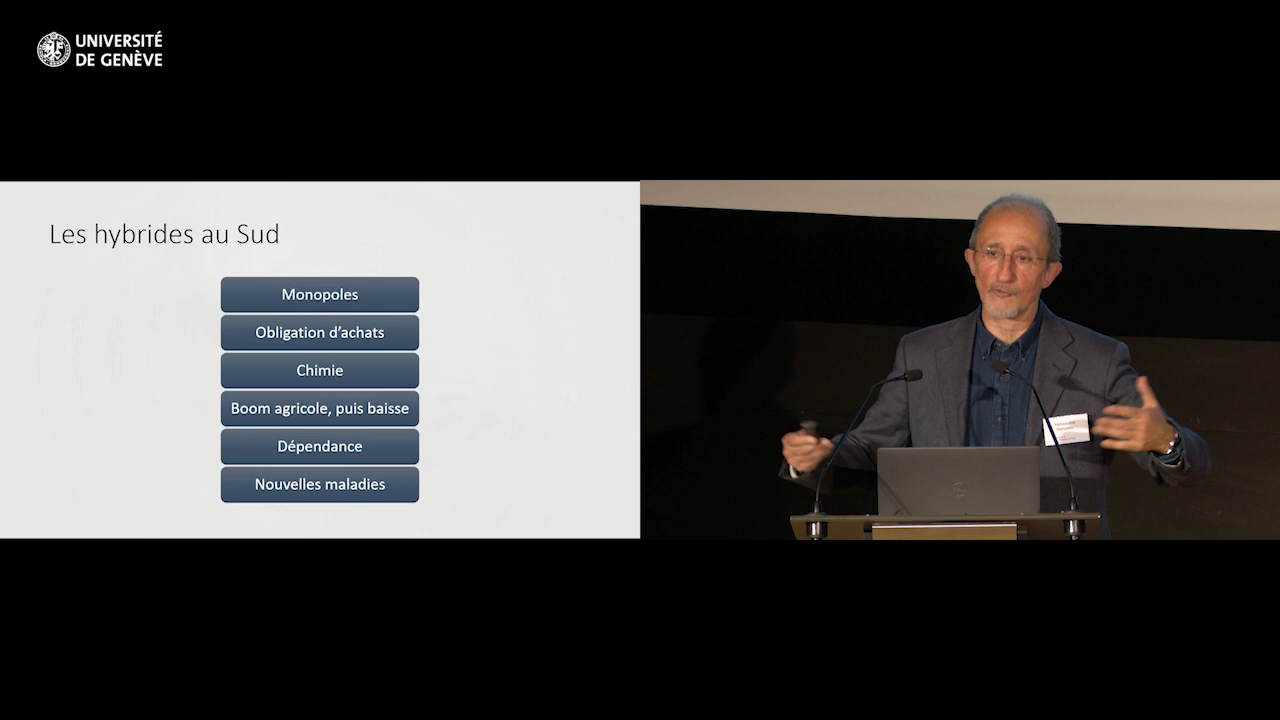 UNIVERSITÉ
DE GENÈVE
Les hybrides au Sud
Monopoles
Obligation d'achats
Chimie
Boom agricole, puis baisse
Dépendance
Nouvelles maladies